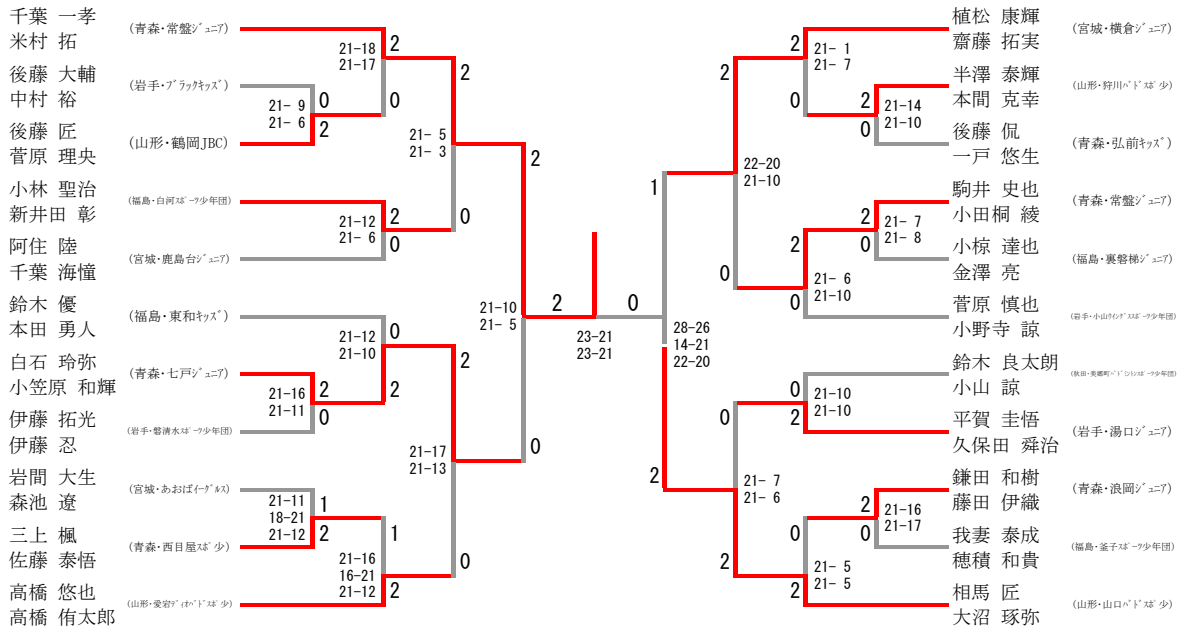 千葉 一孝
米村 拓
(青森・常盤ジュニア)
後藤 大輔
中村 裕
(岩手・ブラックキッズ)
後藤 匠
菅原 理央
(山形・鶴岡JBC)
小林 聖治
新井田 彰
(福島・白河スポーツ少年団)
阿住 陸
千葉 海憧
(宮城・鹿島台ジュニア)
鈴木 優
本田 勇人
(福島・東和キッズ)
白石 玲弥
小笠原 和輝
(青森・七戸ジュニア)
伊藤 拓光
伊藤 忍
(岩手・磐清水スポーツ少年団)
岩間 大生
森池 遼
(宮城・あおばイーグルス)
三上 楓
佐藤 泰悟
(青森・西目屋スポ少)
高橋 悠也
高橋 侑太郎
(山形・愛宕ディオバドスポ少)
21-18
21-17
2
0
21- 9
21- 6
0
2
21- 5
21- 3
2
0
21-12
21- 6
2
0
21-10
21- 5
2
0
21-12
21-10
0
2
21-16
21-11
2
0
21-17
21-13
2
0
21-11
18-21
21-12
1
2
21-16
16-21
21-12
1
2
2
0
23-21
23-21
28-26
14-21
22-20
1
2
22-20
21-10
2
0
21- 1
21- 7
2
0
21-14
21-10
2
0
21- 7
21- 8
2
0
21- 6
21-10
2
0
21-10
21-10
0
2
21- 7
21- 6
0
2
21-16
21-17
2
0
21- 5
21- 5
0
2
植松 康輝
齋藤 拓実
(宮城・横倉ジュニア)
半澤 泰輝
本間 克幸
(山形・狩川バドスポ少)
後藤 侃
一戸 悠生
(青森・弘前キッズ)
駒井 史也
小田桐 綾
(青森・常盤ジュニア)
小椋 達也
金澤 亮
(福島・裏磐梯ジュニア)
菅原 慎也
小野寺 諒
(岩手・小山ウイングスポーツ少年団)
鈴木 良太朗
小山 諒
(秋田・美郷町バドミントンスポーツ少年団)
平賀 圭悟
久保田 舜治
(岩手・湯口ジュニア)
鎌田 和樹
藤田 伊織
(青森・浪岡ジュニア)
我妻 泰成
穂積 和貴
(福島・釜子スポーツ少年団)
相馬 匠
大沼 琢弥
(山形・山口バドスポ少)